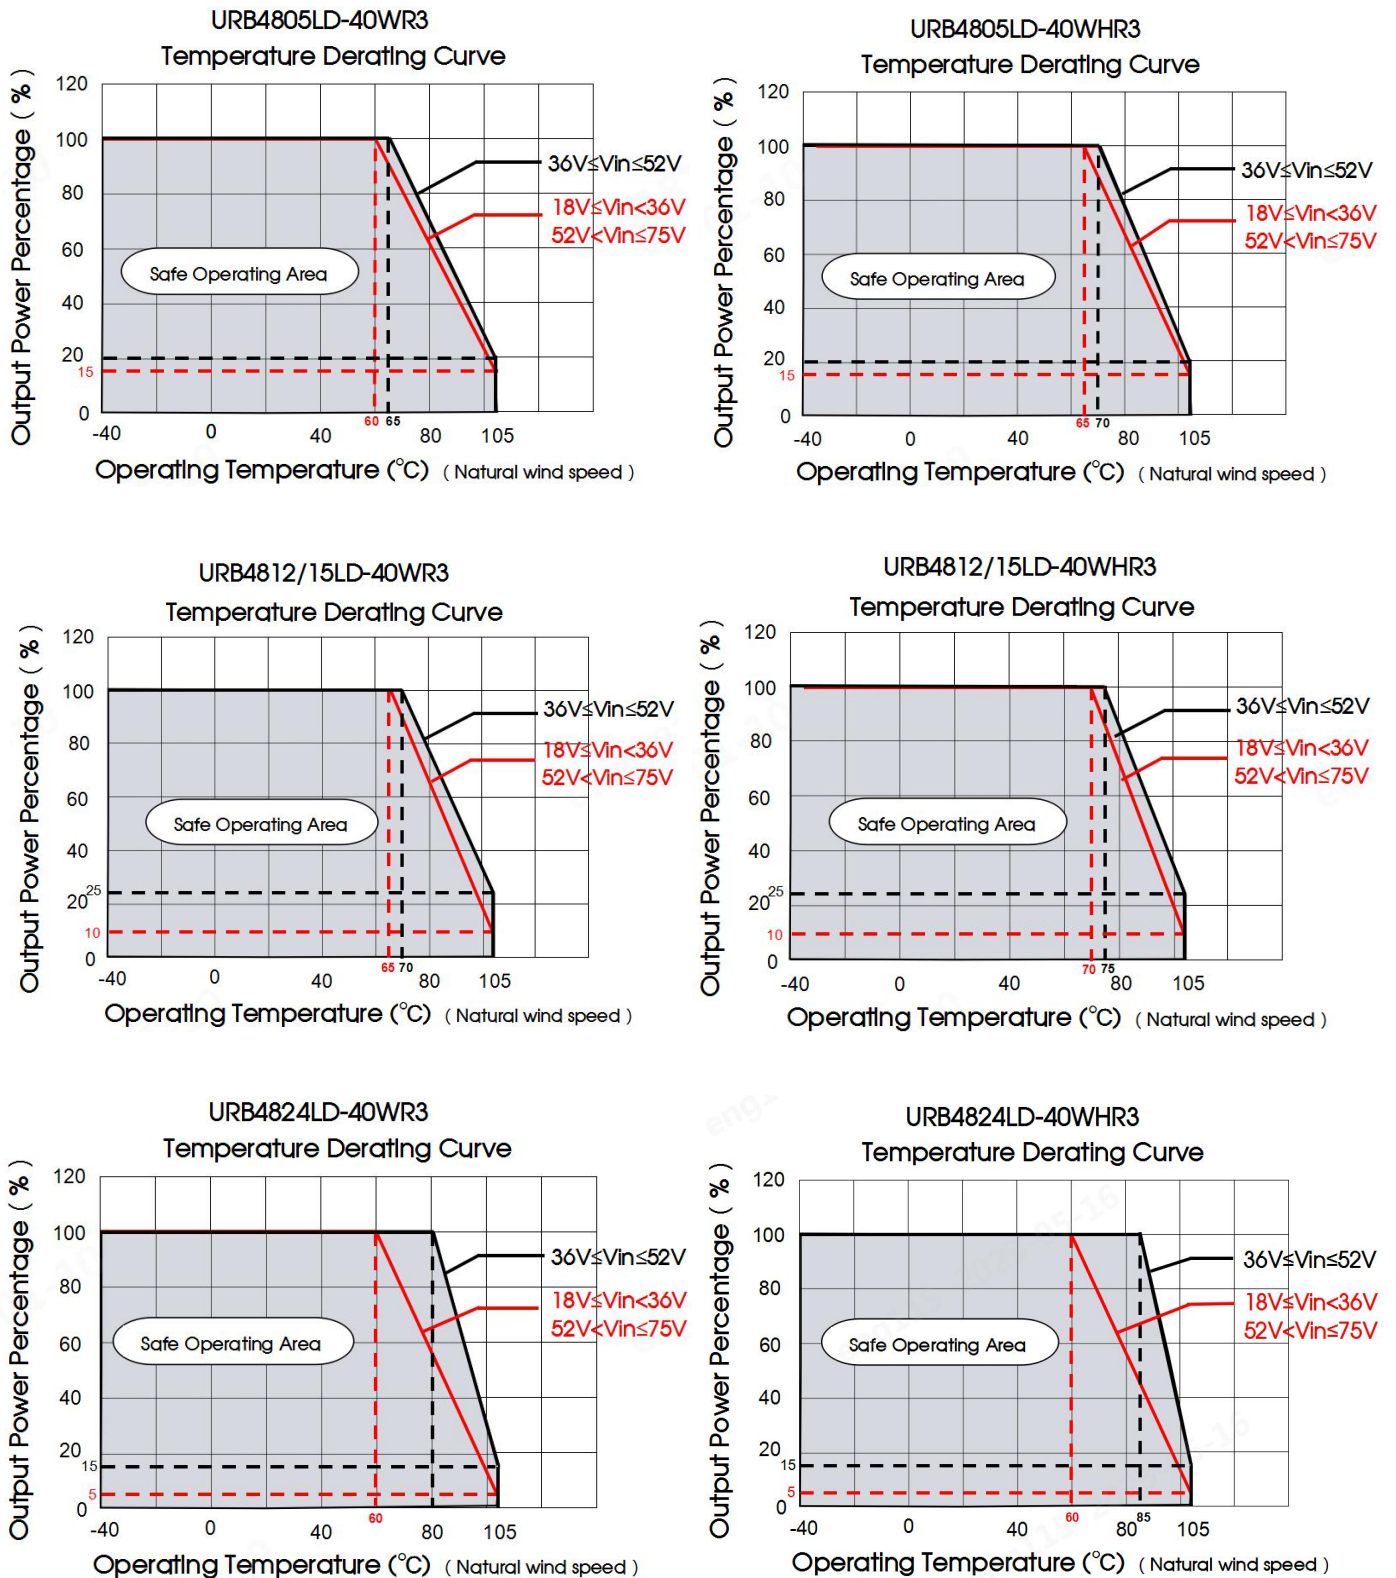 URB4805LD-40WR3
Temperature Derating Curve
Output Power Percentage ( % )
120
100
80
60
40
20
15
0
Safe Operating Area
36V≤Vin≤52V
18V≤Vin<36V
52V<Vin≤75V
-40
0
40
60
65
80
105
Operating Temperature (°C) ( Natural wind speed )
URB4805LD-40WHR3
Temperature Derating Curve
Output Power Percentage ( % )
120
100
80
60
40
20
15
0
Safe Operating Area
36V≤Vin≤52V
18V≤Vin<36V
52V<Vin≤75V
-40
0
40
65
70
80
105
Operating Temperature (°C) ( Natural wind speed )
URB4812/15LD-40WR3
Temperature Derating Curve
Output Power Percentage ( % )
120
100
80
60
40
25
20
10
0
Safe Operating Area
36V≤Vin≤52V
18V≤Vin<36V
52V<Vin≤75V
-40
0
40
65
70
80
105
Operating Temperature (°C) ( Natural wind speed )
URB4812/15LD-40WHR3
Temperature Derating Curve
Output Power Percentage ( % )
120
100
80
60
40
25
20
10
0
Safe Operating Area
36V≤Vin≤52V
18V≤Vin<36V
52V<Vin≤75V
-40
0
40
70
75
80
105
Operating Temperature (°C) ( Natural wind speed )
URB4824LD-40WR3
Temperature Derating Curve
Output Power Percentage ( % )
120
100
80
60
40
20
15
5
0
Safe Operating Area
36V≤Vin≤52V
18V≤Vin<36V
52V<Vin≤75V
-40
0
40
60
80
105
Operating Temperature (°C) ( Natural wind speed )
URB4824LD-40WHR3
Temperature Derating Curve
Output Power Percentage ( % )
120
100
80
60
40
20
15
5
0
Safe Operating Area
36V≤Vin≤52V
18V≤Vin<36V
52V<Vin≤75V
-40
0
40
60
80
85
105
Operating Temperature (°C) ( Natural wind speed )